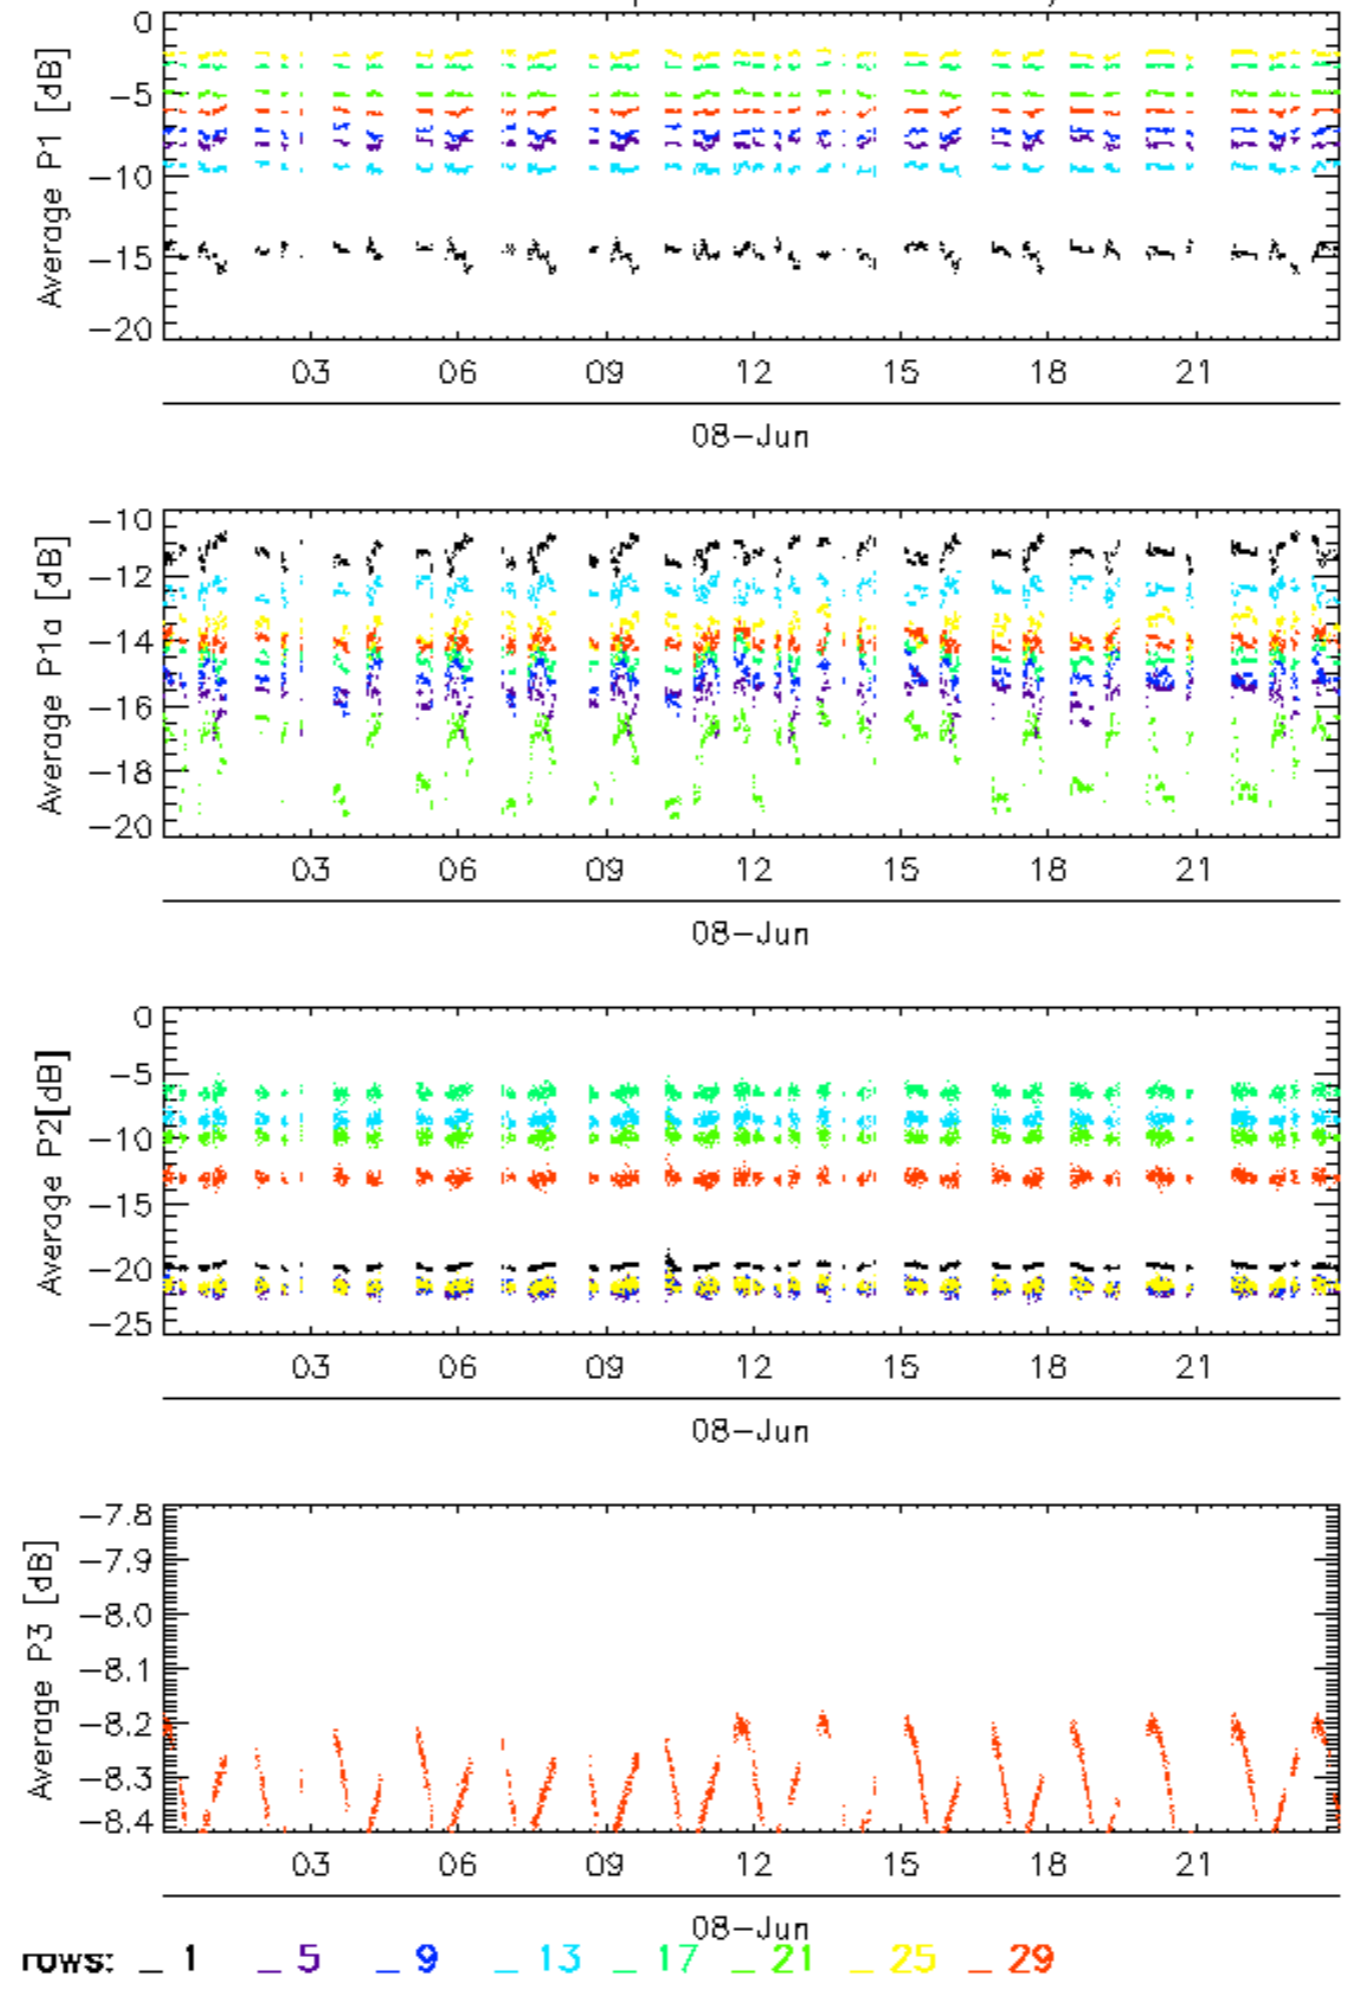 0
−5
−10
−15
−20
Average P1 [dB]
03 06 09 12 15 18 21
08−Jun
−10
−12
−14
−16
−18
−20
Average P1a [dB]
03 06 09 12 15 18 21
08−Jun
0
−5
−10
−15
−20
−25
Average P2[dB]
03 06 09 12 15 18 21
08−Jun
−7.8
−7.9
−8.0
−8.1
−8.2
−8.3
−8.4
Average P3 [dB]
03 06 09 12 15 18 21
08−Jun
rows: _ 1 _ 5 _ 9 _ 13 _ 17 _ 21 _ 25 _ 29